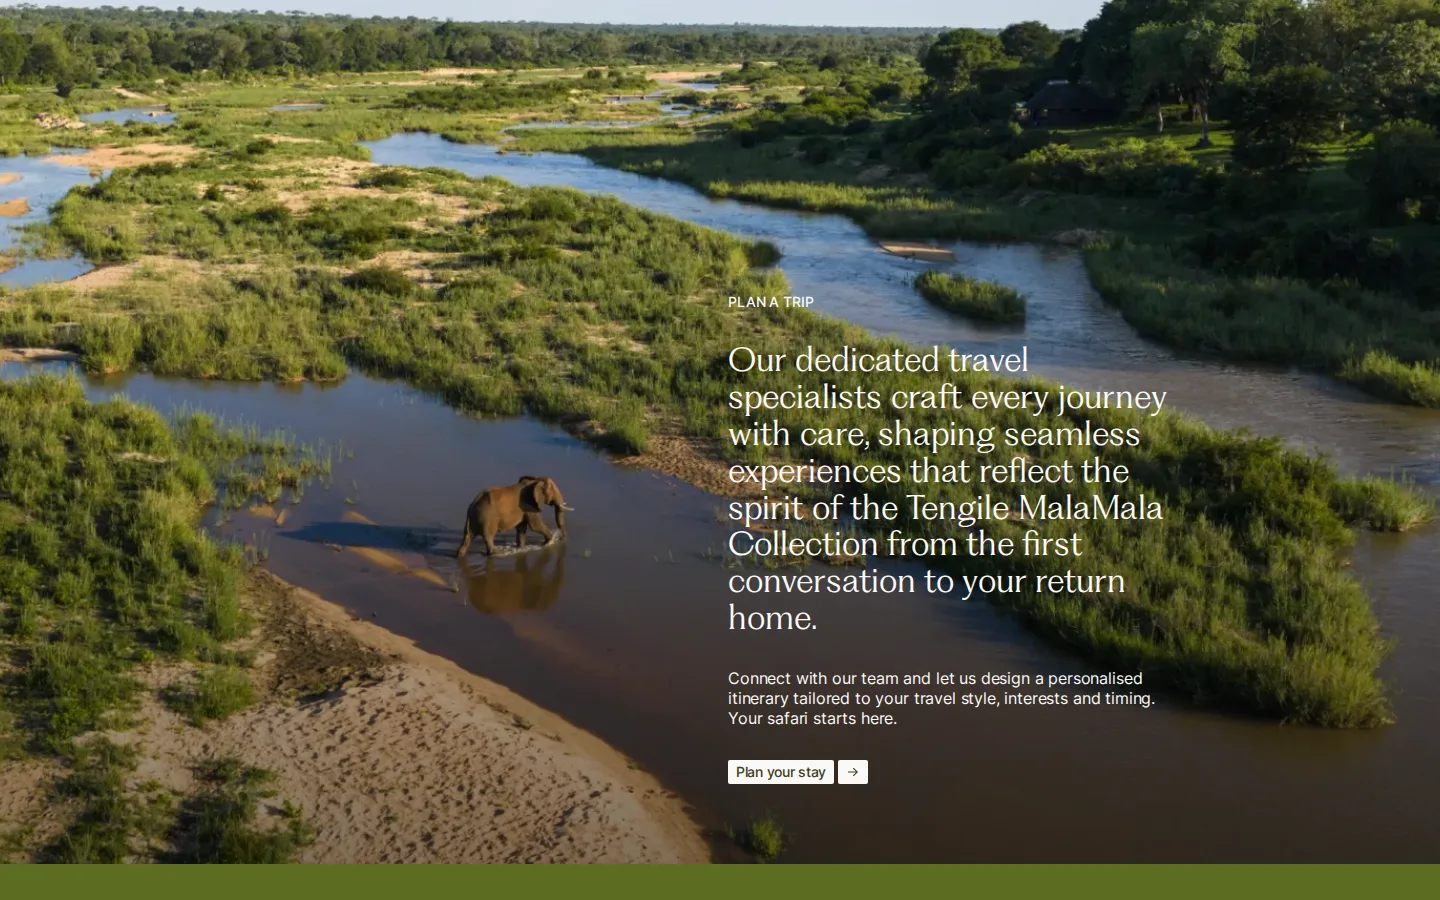 PLAN A TRIP
Our dedicated travel
specialists craft every journey
with care, shaping seamless
experiences that reflect the
spirit of the Tengile MalaMala
Collection from the first
conversation to your return
home.
Connect with our team and let us design a personalised
itinerary tailored to your travel style, interests and timing.
Your safari starts here.
Plan your stay →